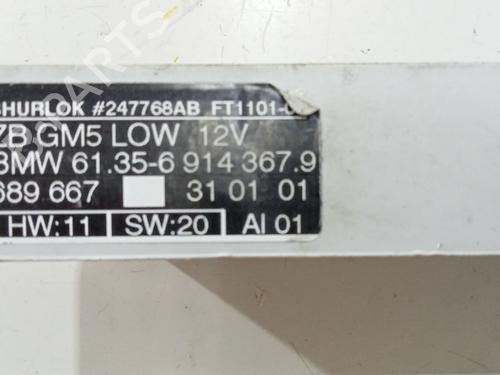 SHURLOK #247768AB FT1101-
ZB GM5 LOW 12V
BMW 61.35-6 914 367.9
689 667 31 01 01
HW:11 SW:20 AI 01